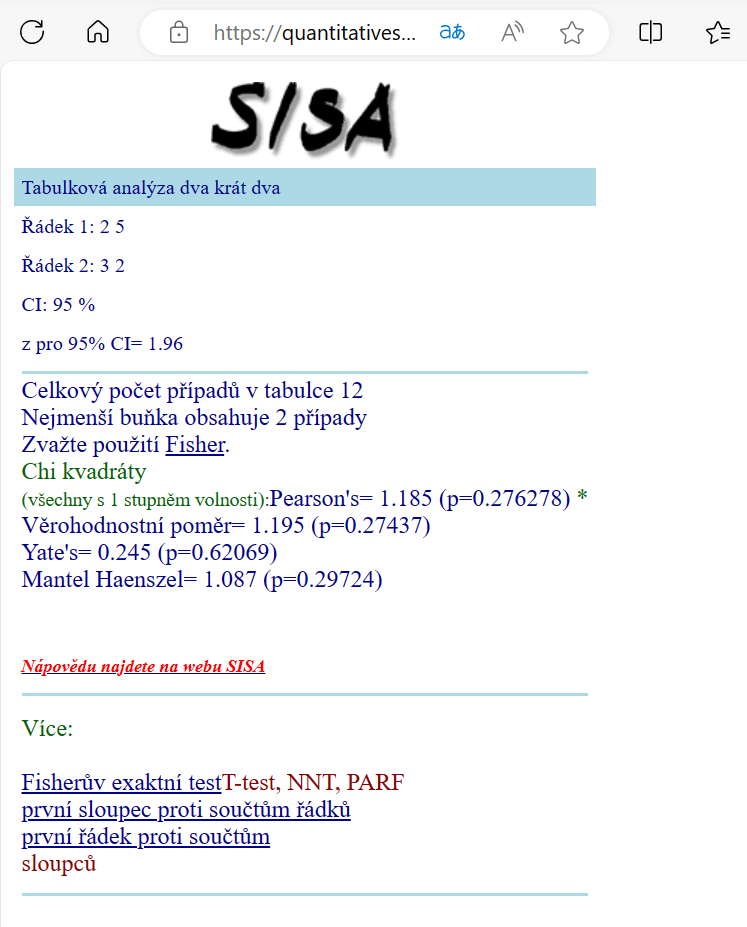 https://quantitatives...
SISA
Tabulková analýza dva krát dva
Řádek 1: 2 5
Řádek 2: 3 2
CI: 95 %
z pro 95% CI= 1.96
Celkový počet případů v tabulce 12
Nejmenší buňka obsahuje 2 případy
Zvažte použití Fisher.
Chi kvadráty
(všechny s 1 stupněm volnosti):Pearson's= 1.185 (p=0.276278) *
Věrohodnostní poměr= 1.195 (p=0.27437)
Yate's= 0.245 (p=0.62069)
Mantel Haenszel= 1.087 (p=0.29724)
Nápovědu najdete na webu SISA
Více:
Fisherův exaktní testT-test, NNT, PARF
první sloupec proti součtům řádků
první řádek proti součtům
sloupců